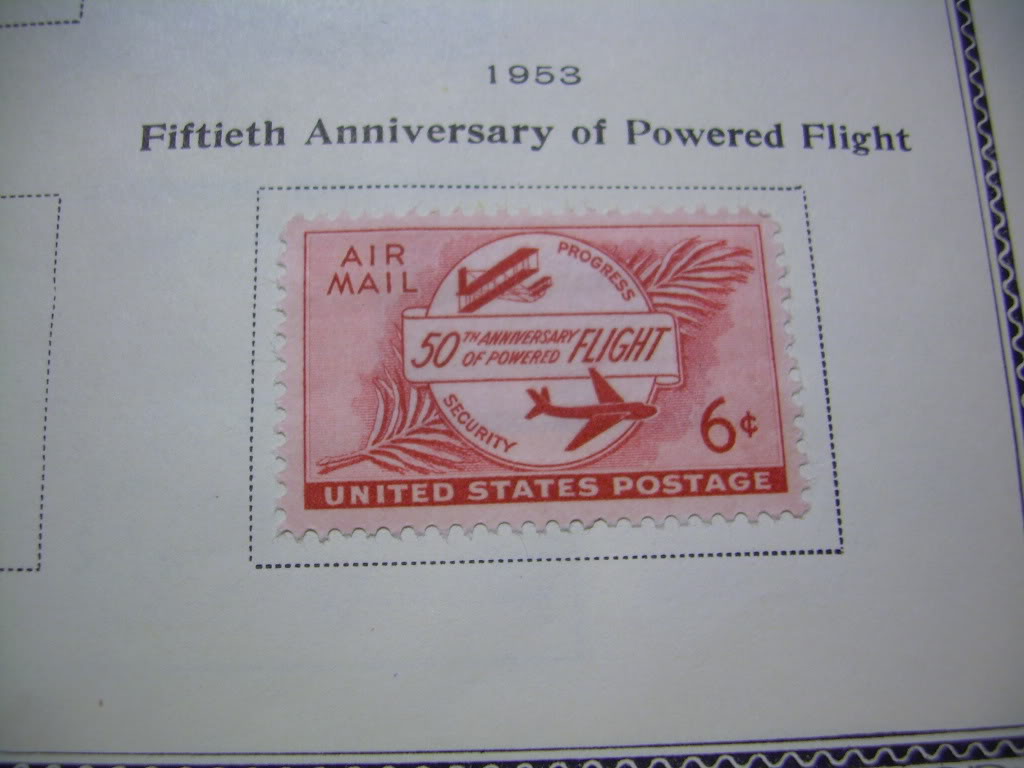 1953
Fiftieth Anniversary of Powered Flight
AIR
MAIL
PROGRESS
50TH ANNIVERSARY
OF POWERED FLIGHT
SECURITY
6¢
UNITED STATES POSTAGE